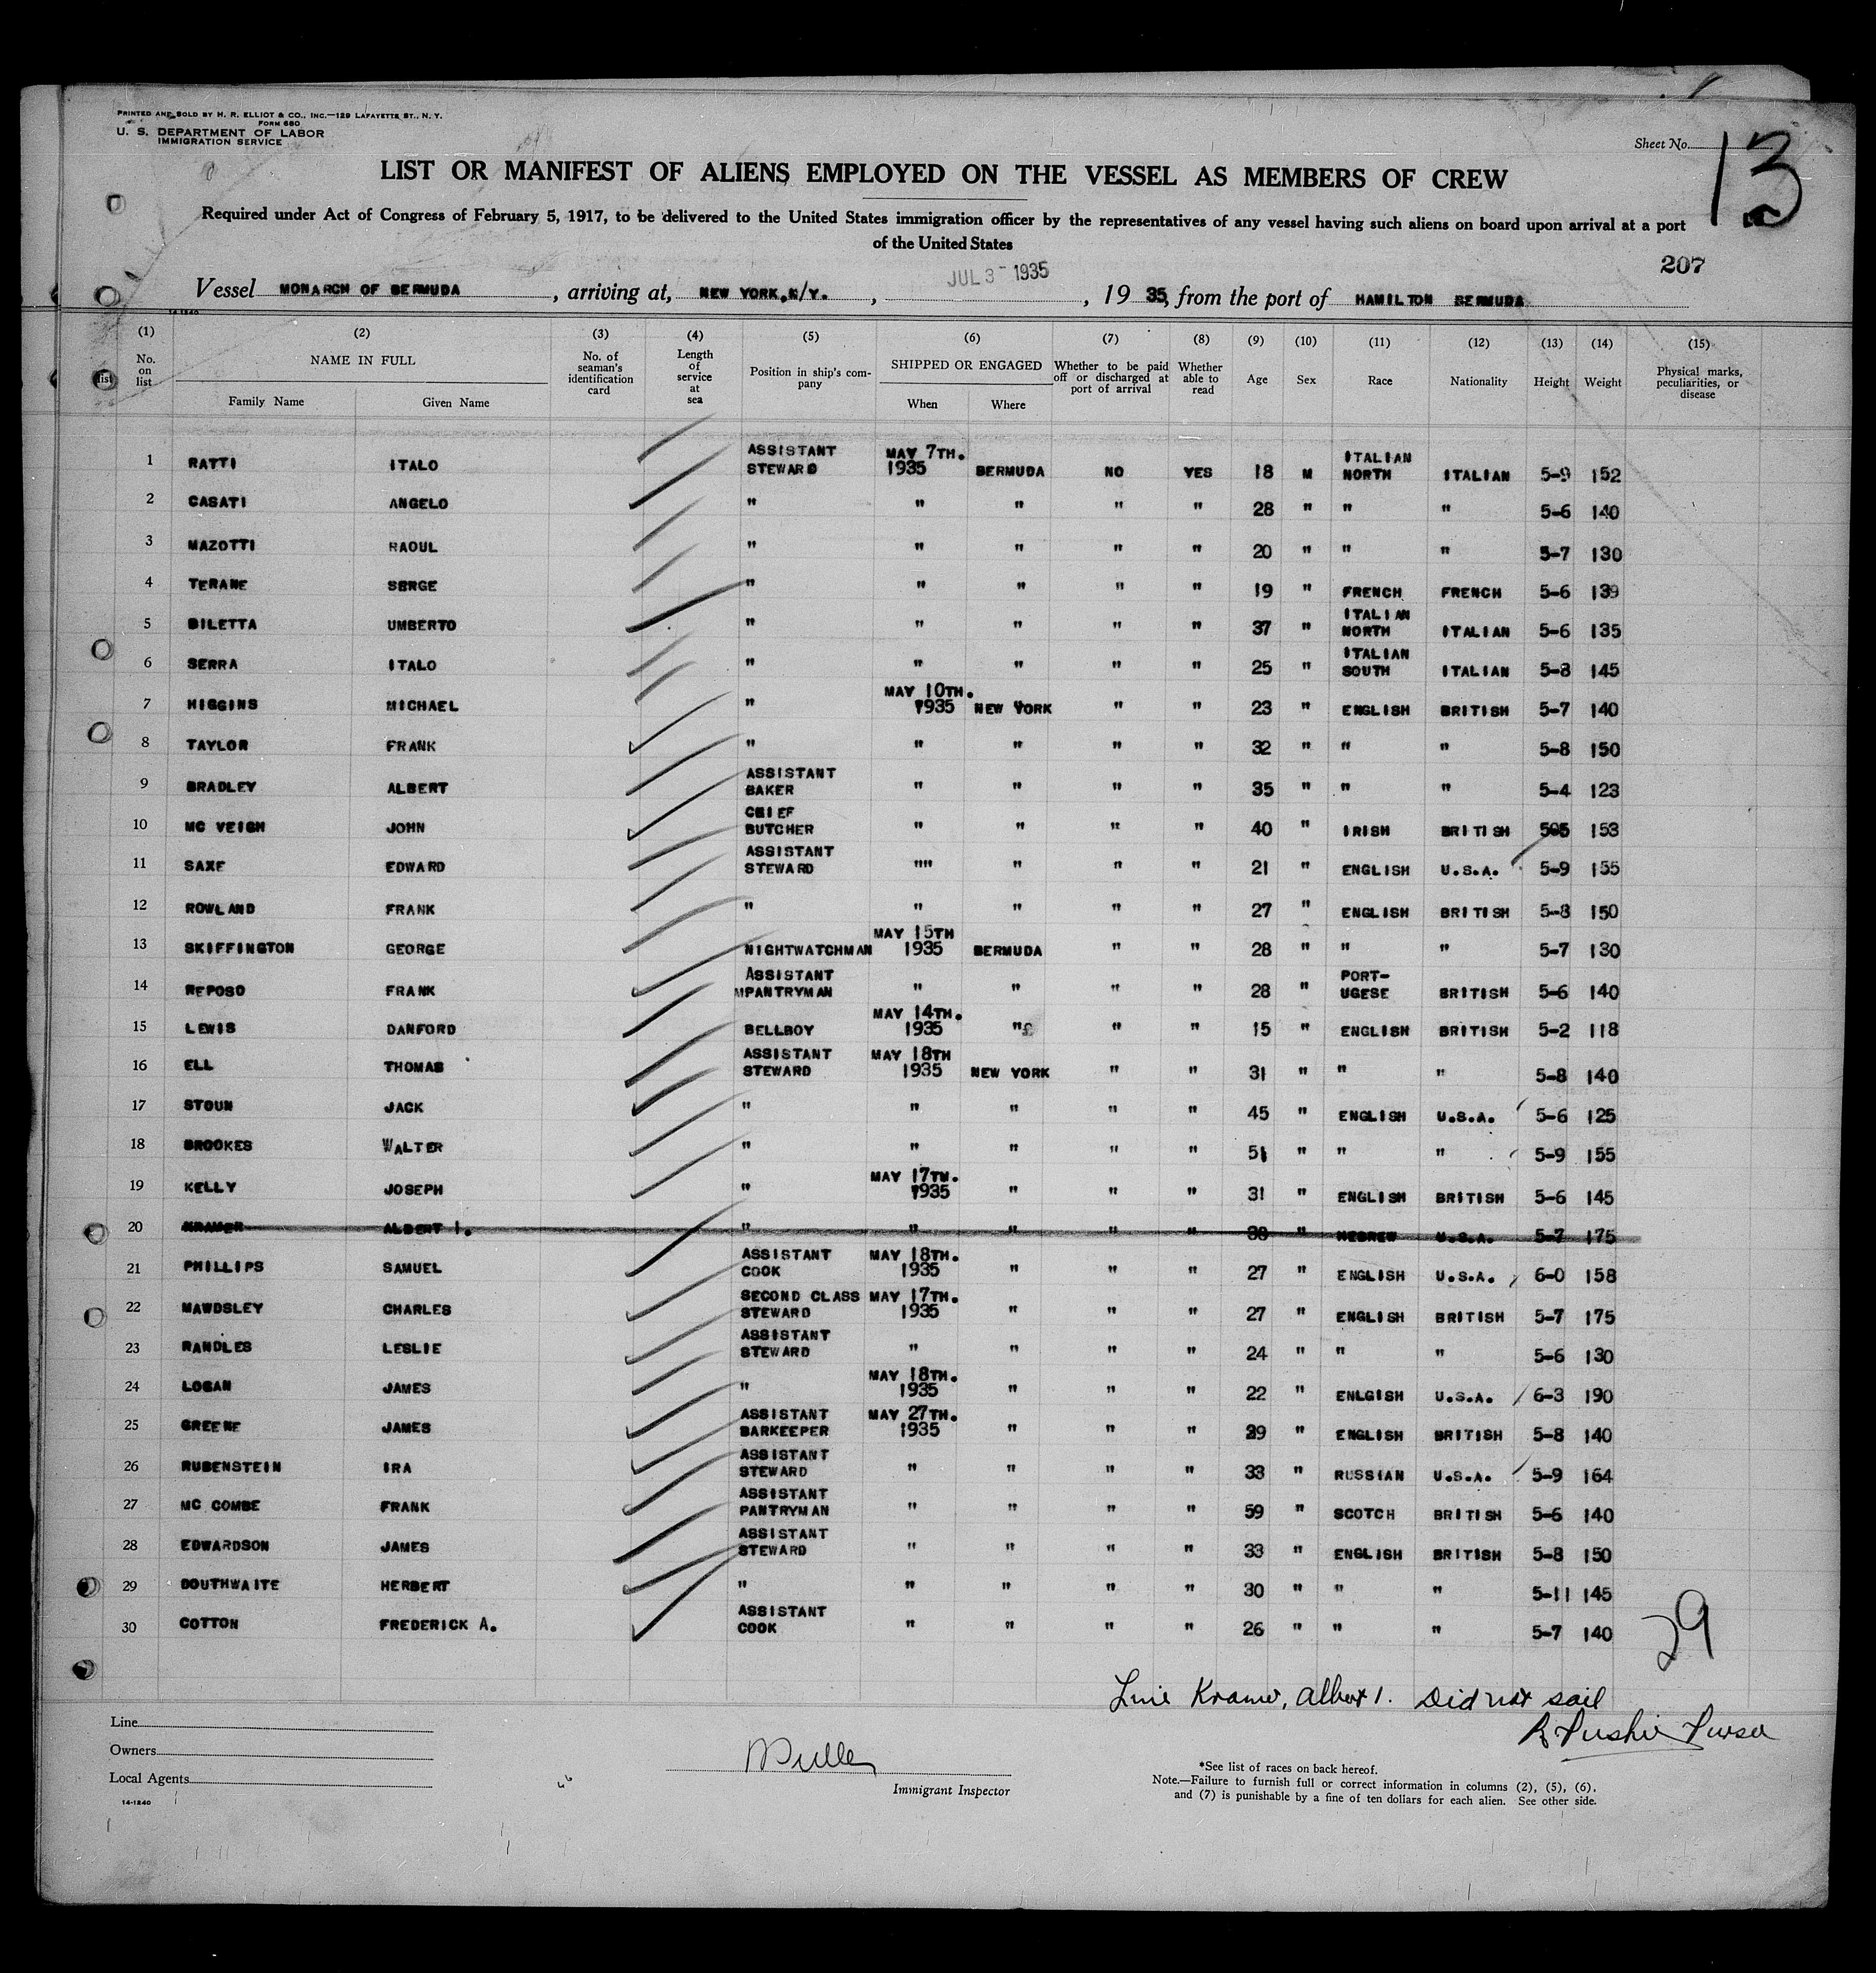 PRINTED AND SOLD BY H. R. ELLIOT & CO., INC.—129 LAFAYETTE ST., N. Y.
FORM 680
U. S. DEPARTMENT OF LABOR
IMMIGRATION SERVICE
Sheet No. 13
LIST OR MANIFEST OF ALIENS EMPLOYED ON THE VESSEL AS MEMBERS OF CREW
Required under Act of Congress of February 5, 1917, to be delivered to the United States immigration officer by the representatives of any vessel having such aliens on board upon arrival at a port
of the United States
207
Vessel MONARCH OF BERMUDA, arriving at, NEW YORK,N/Y., JUL 3 - 1935, 19 35, from the port of HAMILTON BERMUDA
14-1240
(1) (2) (3) (4) (5) (6) (7) (8) (9) (10) (11) (12) (13) (14) (15)
No. on list NAME IN FULL Family Name Given Name No. of seaman's identification card Length of service at sea Position in ship's company SHIPPED OR ENGAGED When Where Whether to be paid off or discharged at port of arrival Whether able to read Age Sex Race Nationality Height Weight Physical marks, peculiarities, or disease
list
1 RATTI ITALO ASSISTANT STEWARD MAY 7TH. 1935 BERMUDA NO YES 18 M ITALIAN NORTH ITALIAN 5-9 152
2 CASATI ANGELO " " " " " 28 " " " 5-6 140
3 MAZOTTI RAOUL " " " " " 20 " " " 5-7 130
4 TERANE SERGE " " " " " 19 " FRENCH FRENCH 5-6 139
5 BILETTA UMBERTO " " " " " 37 " ITALIAN NORTH ITALIAN 5-6 135
6 SERRA ITALO " " " " " 25 " ITALIAN SOUTH ITALIAN 5-8 145
7 HIGGINS MICHAEL " MAY 10TH. 1935 NEW YORK " " 23 " ENGLISH BRITISH 5-7 140
8 TAYLOR FRANK " " " " " 32 " " " 5-8 150
9 BRADLEY ALBERT ASSISTANT BAKER " " " " 35 " " " 5-4 123
10 MC VEIGH JOHN CHIEF BUTCHER " " " " 40 " IRISH BRITISH 505 153
11 SAXE EDWARD ASSISTANT STEWARD "" " " " 21 " ENGLISH U.S.A. 5-9 155
12 ROWLAND FRANK " " " " " 27 " ENGLISH BRITISH 5-8 150
13 SKIFFINGTON GEORGE NIGHTWATCHMAN MAY 15TH 1935 BERMUDA " " 28 " " " 5-7 130
14 REPOSO FRANK ASSISTANT PANTRYMAN " " " " 28 " PORT-UGESE BRITISH 5-6 140
15 LEWIS DANFORD BELLBOY MAY 14TH. 1935 " " " 15 " ENGLISH BRITISH 5-2 118
16 ELL THOMAS ASSISTANT STEWARD MAY 18TH 1935 NEW YORK " " 31 " " " 5-8 140
17 STOUN JACK " " " " " 45 " ENGLISH U.S.A. 5-6 125
18 BROOKES WALTER " " " " " 51 " " " 5-9 155
19 KELLY JOSEPH " MAY 17TH. 1935 " " " 31 " ENGLISH BRITISH 5-6 145
20 KRAMER ALBERT I. " " " " " 38 " HEBREW U.S.A. 5-7 175
21 PHILLIPS SAMUEL ASSISTANT COOK MAY 18TH. 1935 " " " 27 " ENGLISH U.S.A. 6-0 158
22 MAWDSLEY CHARLES SECOND CLASS STEWARD MAY 17TH. 1935 " " " 27 " ENGLISH BRITISH 5-7 175
23 RANDLES LESLIE ASSISTANT STEWARD " " " " 24 " " " 5-6 130
24 LOGAN JAMES " MAY 18TH. 1935 " " " 22 " ENLGISH U.S.A. 6-3 190
25 GREENE JAMES ASSISTANT BARKEEPER MAY 27TH. 1935 " " " 29 " ENGLISH BRITISH 5-8 140
26 RUBENSTEIN IRA ASSISTANT STEWARD " " " " 33 " RUSSIAN U.S.A. 5-9 164
27 MC COMBE FRANK ASSISTANT PANTRYMAN " " " " 59 " SCOTCH BRITISH 5-6 140
28 EDWARDSON JAMES ASSISTANT STEWARD " " " " 33 " ENGLISH BRITISH 5-8 150
29 DOUTHWAITE HERBERT " " " " " 30 " " " 5-11 145
30 COTTON FREDERICK A. ASSISTANT COOK " " " " 26 " " " 5-7 140
29
Line Kramer, Albert I. Did not sail
Purser
Line
Owners
Local Agents
14-1240
Immigrant Inspector
*See list of races on back hereof.
Note.—Failure to furnish full or correct information in columns (2), (5), (6),
and (7) is punishable by a fine of ten dollars for each alien. See other side.